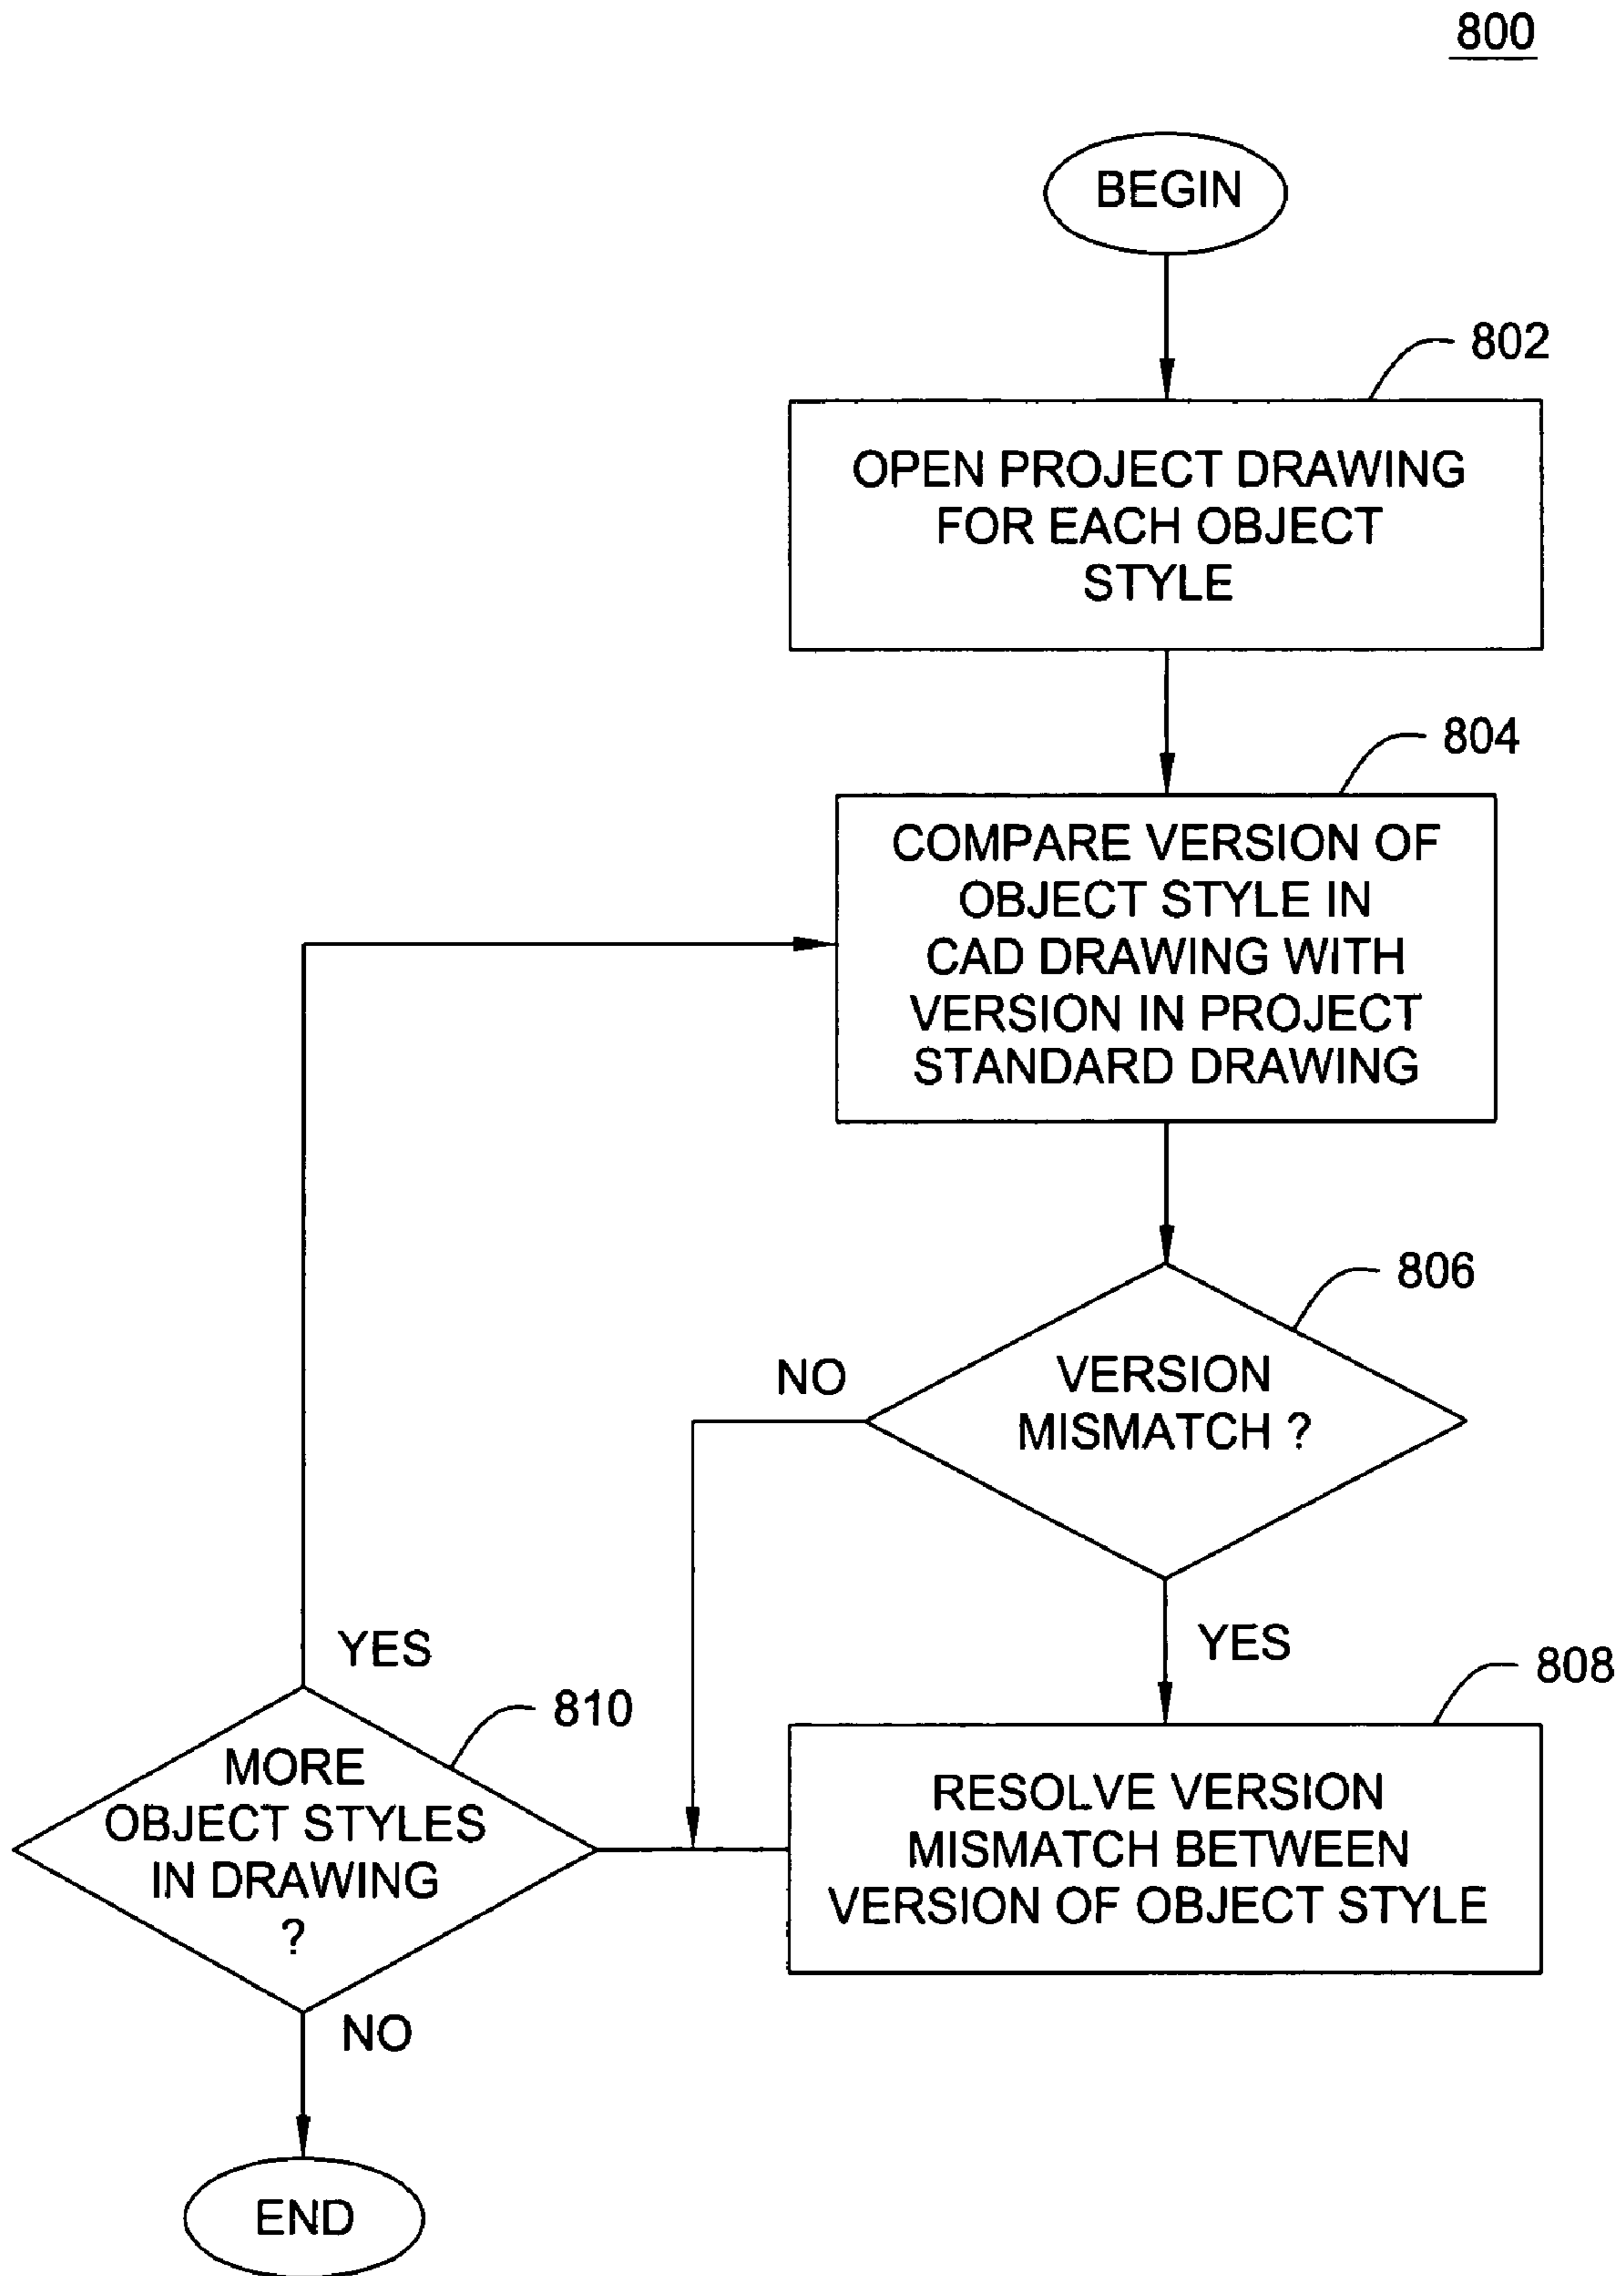 800
BEGIN
802
OPEN PROJECT DRAWING
FOR EACH OBJECT
STYLE
804
COMPARE VERSION OF
OBJECT STYLE IN
CAD DRAWING WITH
VERSION IN PROJECT
STANDARD DRAWING
806
NO
VERSION
MISMATCH ?
YES
808
RESOLVE VERSION
MISMATCH BETWEEN
VERSION OF OBJECT STYLE
YES
810
MORE
OBJECT STYLES
IN DRAWING
?
NO
END